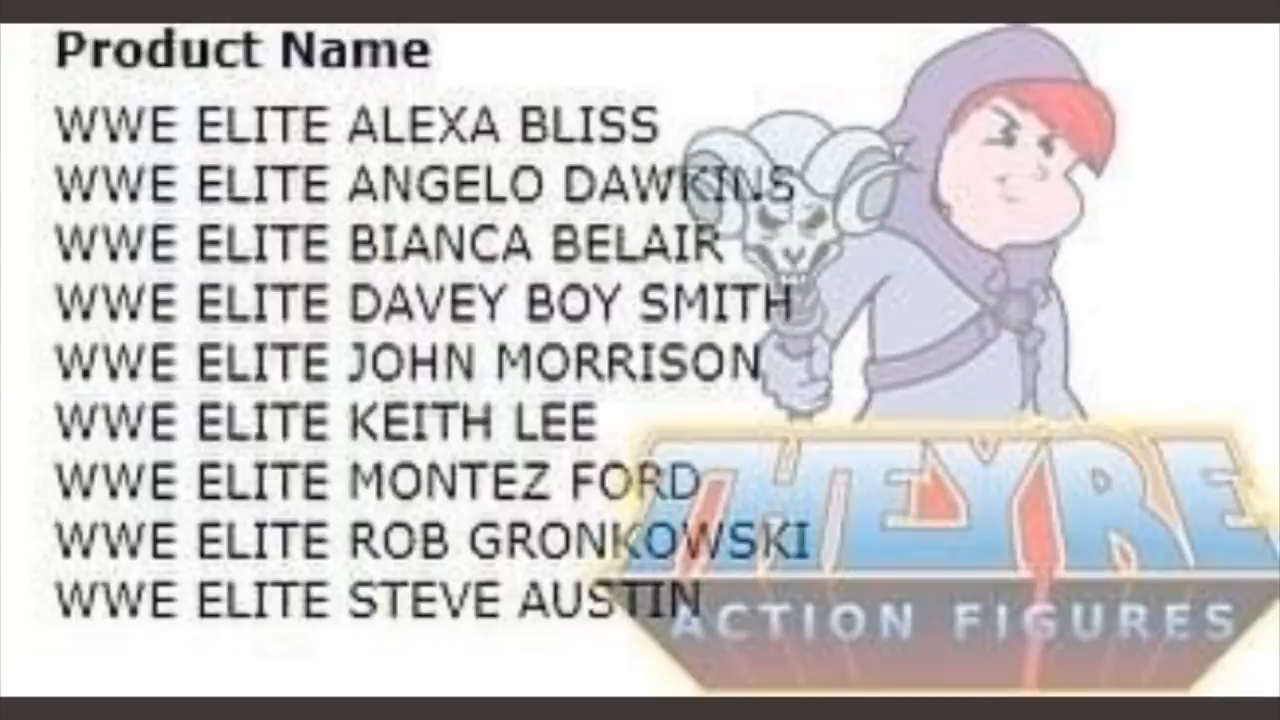 Product Name
WWE ELITE ALEXA BLISS
WWE ELITE ANGELO DAWKINS
WWE ELITE BIANCA BELAIR
WWE ELITE DAVEY BOY SMITH
WWE ELITE JOHN MORRISON
WWE ELITE KEITH LEE
WWE ELITE MONTEZ FORD
WWE ELITE ROB GRONKOWSKI
WWE ELITE STEVE AUSTIN
THEYRE
ACTION FIGURES